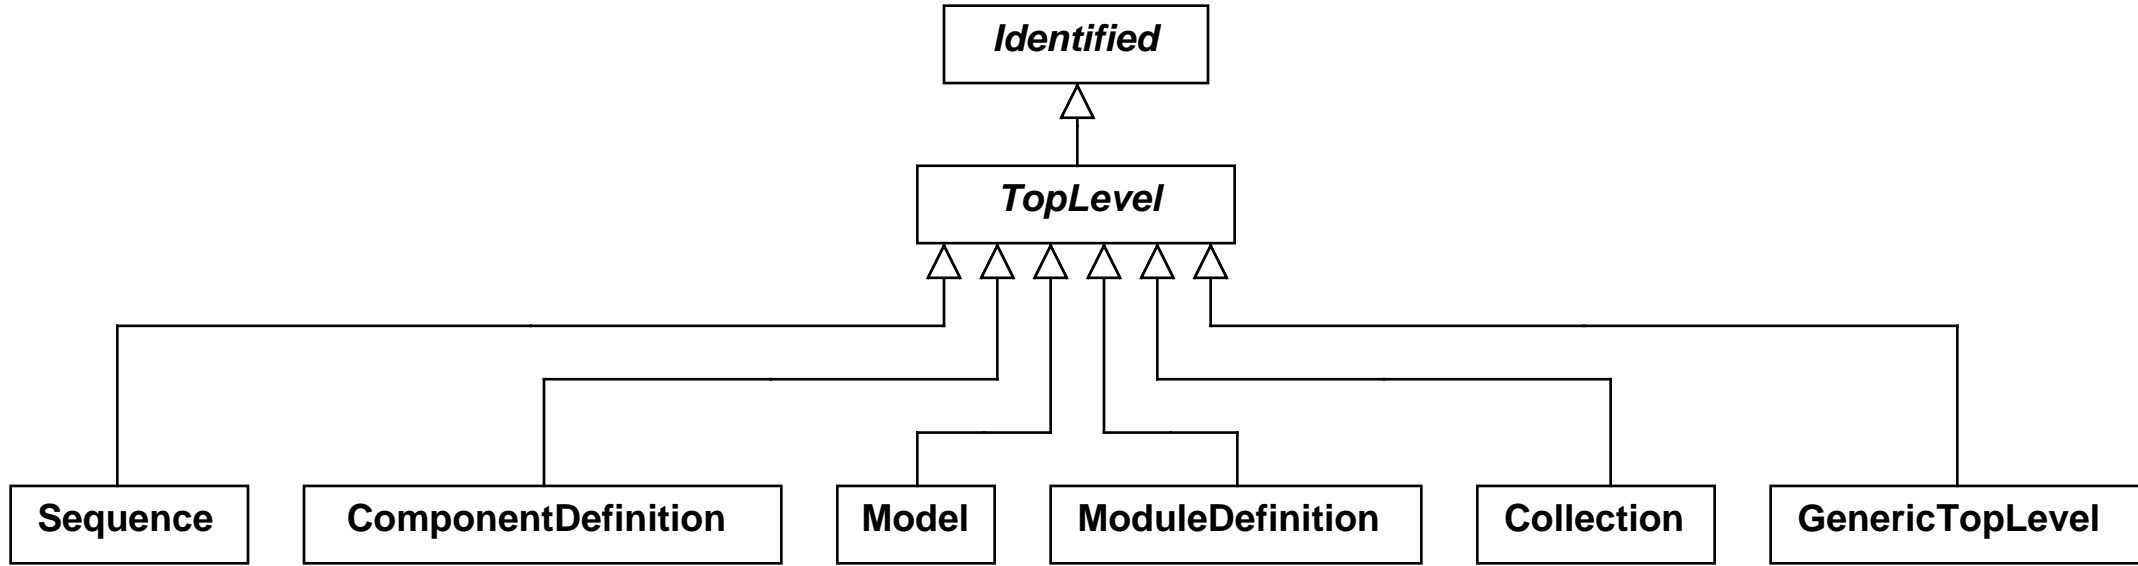 Identified
TopLevel
Sequence
ComponentDefinition
Model
ModuleDefinition
Collection
GenericTopLevel